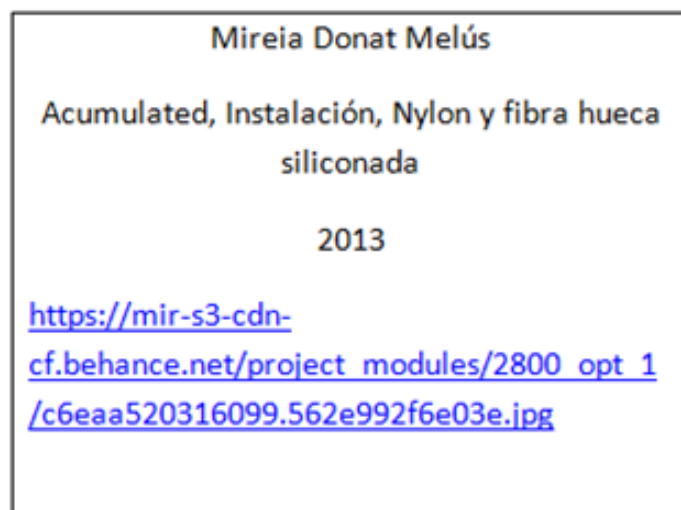 Mireia Donat Melús
Acumulated, Instalación, Nylon y fibra hueca
siliconada
2013
https://mir-s3-cdn-
cf.behance.net/project_modules/2800_opt_1
/c6eaa520316099.562e992f6e03e.jpg